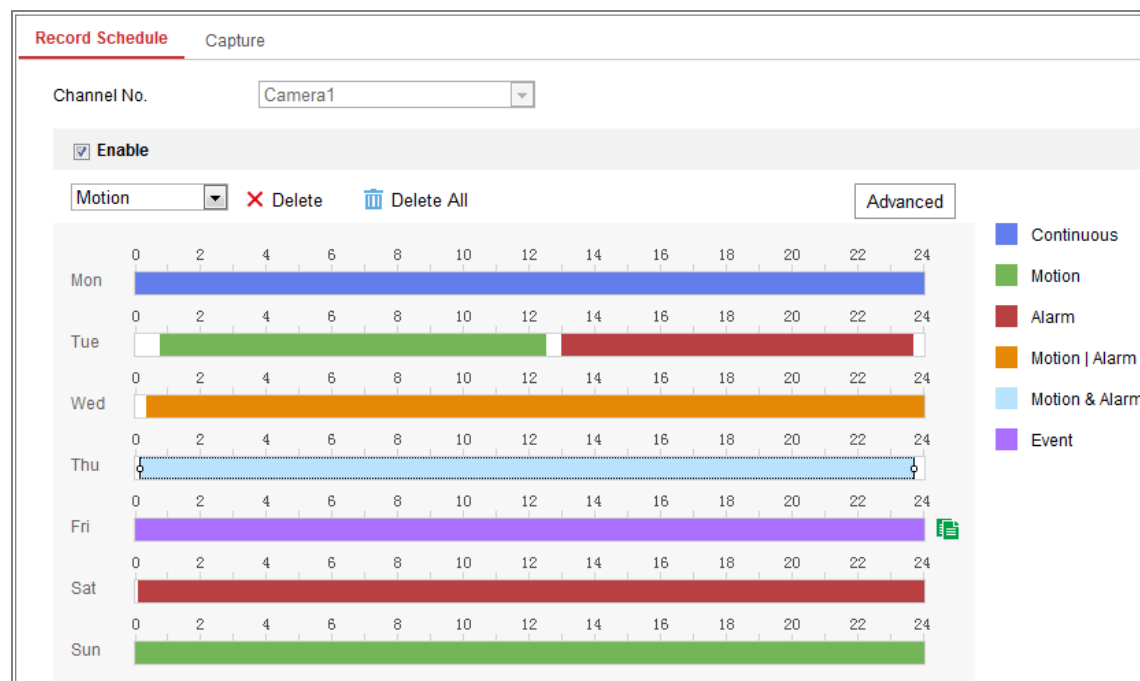 Record Schedule Capture
Channel No. Camera1
Enable
Motion Delete Delete All Advanced
0 2 4 6 8 10 12 14 16 18 20 22 24
Mon
0 2 4 6 8 10 12 14 16 18 20 22 24
Tue
0 2 4 6 8 10 12 14 16 18 20 22 24
Wed
0 2 4 6 8 10 12 14 16 18 20 22 24
Thu
0 2 4 6 8 10 12 14 16 18 20 22 24
Fri
0 2 4 6 8 10 12 14 16 18 20 22 24
Sat
0 2 4 6 8 10 12 14 16 18 20 22 24
Sun
Continuous
Motion
Alarm
Motion | Alarm
Motion & Alarm
Event